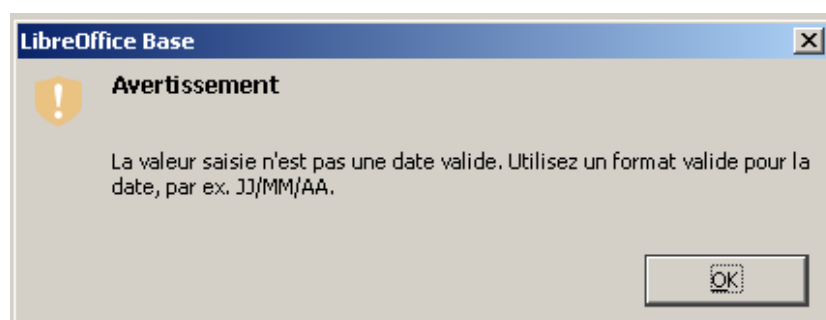 LibreOffice Base
Avertissement
La valeur saisie n'est pas une date valide. Utilisez un format valide pour la
date, par ex. JJ/MM/AA.
OK